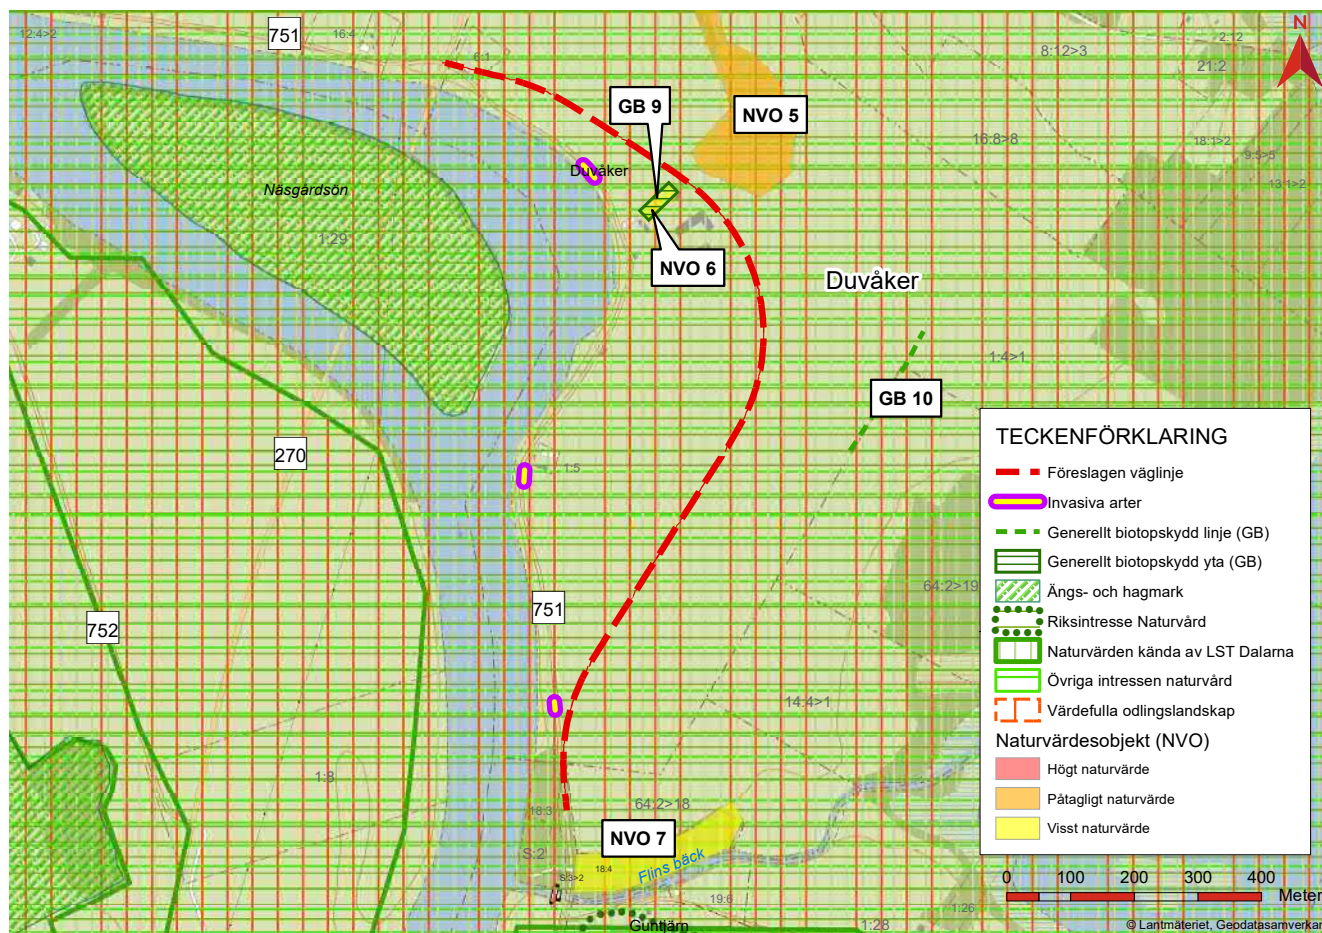 12:4>2
751
16:4
6:1
8:12>3
2:12
21:2
N
GB 9
NVO 5
16:8>8
18:1>2
9:5>5
13:1>2
Duvåker
Näsgårdsön
1:29
NVO 6
Duvåker
1:4>1
GB 10
270
1:5
751
752
64:2>19
14:4>1
1:8
64:2>18
18:3
NVO 7
S:2
18:4
S:3>2
Flins bäck
19:6
Guntjärn
1:28
1:26
TECKENFÖRKLARING
Föreslagen väglinje
Invasiva arter
Generellt biotopskydd linje (GB)
Generellt biotopskydd yta (GB)
Ängs- och hagmark
Riksintresse Naturvård
Naturvärden kända av LST Dalarna
Övriga intressen naturvård
Värdefulla odlingslandskap
Naturvärdesobjekt (NVO)
Högt naturvärde
Påtagligt naturvärde
Visst naturvärde
0 100 200 300 400
Meter
© Lantmäteriet, Geodatasamverkan